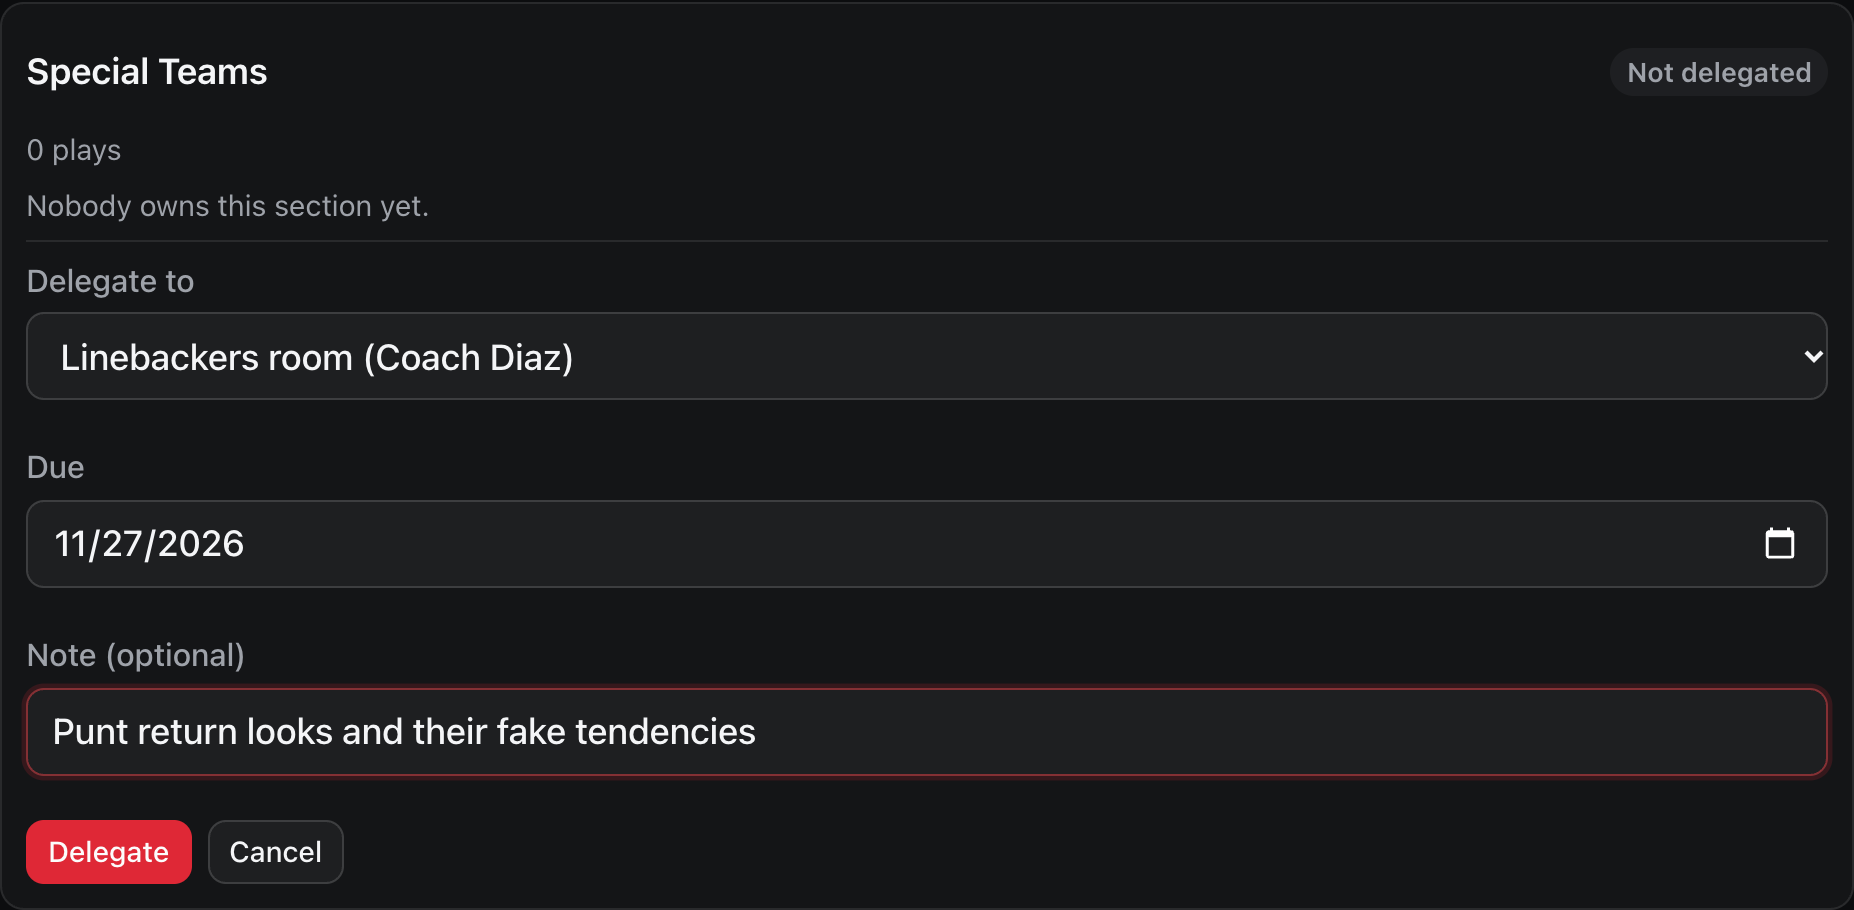 Special Teams
Not delegated
0 plays
Nobody owns this section yet.
Delegate to
Linebackers room (Coach Diaz)
Due
11/27/2026
Note (optional)
Punt return looks and their fake tendencies
Delegate
Cancel